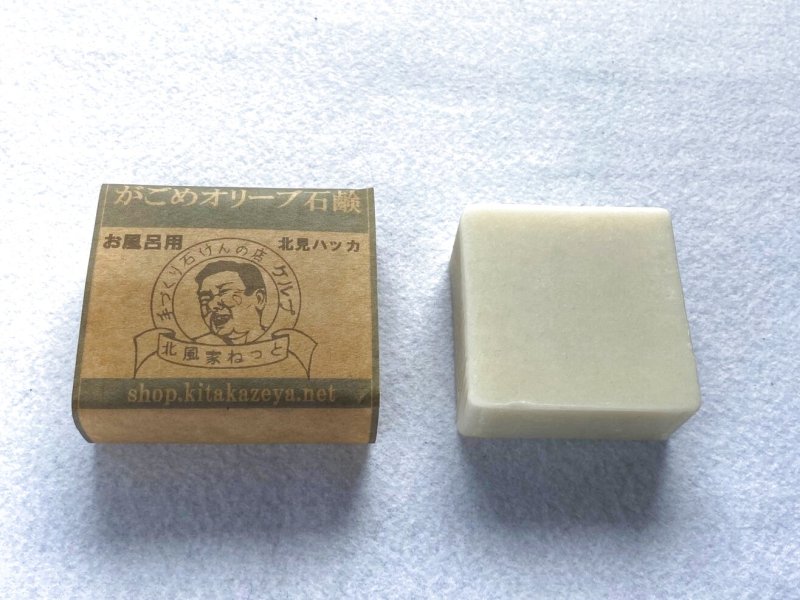 がごめオリーブ石鹸
お風呂用
北見ハッカ
手づくり石けんの店 ケルプ
北風家ねっと
shop.kitakazeya.net